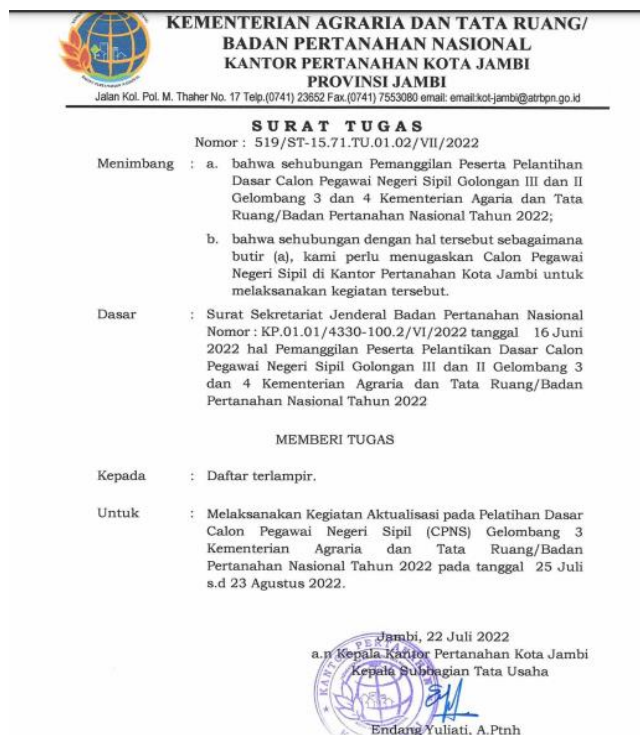 KEMENTERIAN AGRARIA DAN TATA RUANG/
BADAN PERTANAHAN NASIONAL
KANTOR PERTANAHAN KOTA JAMBI
PROVINSI JAMBI
Jalan Kol. Pol. M. Thaher No. 17 Telp.(0741) 23652 Fax.(0741) 7553080 email: email:kot-jambi@atrbpn.go.id
SURAT TUGAS
Nomor : 519/ST-15.71.TU.01.02/VII/2022
Menimbang : a. bahwa sehubungan Pemanggilan Peserta Pelantihan
Dasar Calon Pegawai Negeri Sipil Golongan III dan II
Gelombang 3 dan 4 Kementerian Agaria dan Tata
Ruang/Badan Pertanahan Nasional Tahun 2022;
b. bahwa sehubungan dengan hal tersebut sebagaimana
butir (a), kami perlu menugaskan Calon Pegawai
Negeri Sipil di Kantor Pertanahan Kota Jambi untuk
melaksanakan kegiatan tersebut.
Dasar : Surat Sekretariat Jenderal Badan Pertanahan Nasional
Nomor : KP.01.01/4330-100.2/VI/2022 tanggal 16 Juni
2022 hal Pemanggilan Peserta Pelantikan Dasar Calon
Pegawai Negeri Sipil Golongan III dan II Gelombang 3
dan 4 Kementerian Agraria dan Tata Ruang/Badan
Pertanahan Nasional Tahun 2022
MEMBERI TUGAS
Kepada : Daftar terlampir.
Untuk : Melaksanakan Kegiatan Aktualisasi pada Pelatihan Dasar
Calon Pegawai Negeri Sipil (CPNS) Gelombang 3
Kementerian Agraria dan Tata Ruang/Badan
Pertanahan Nasional Tahun 2022 pada tanggal 25 Juli
s.d 23 Agustus 2022.
Jambi, 22 Juli 2022
a.n Kepala Kantor Pertanahan Kota Jambi
Kepala Subbagian Tata Usaha
KANTOR PERTANAHAN
Endang Yuliati, A.Ptnh